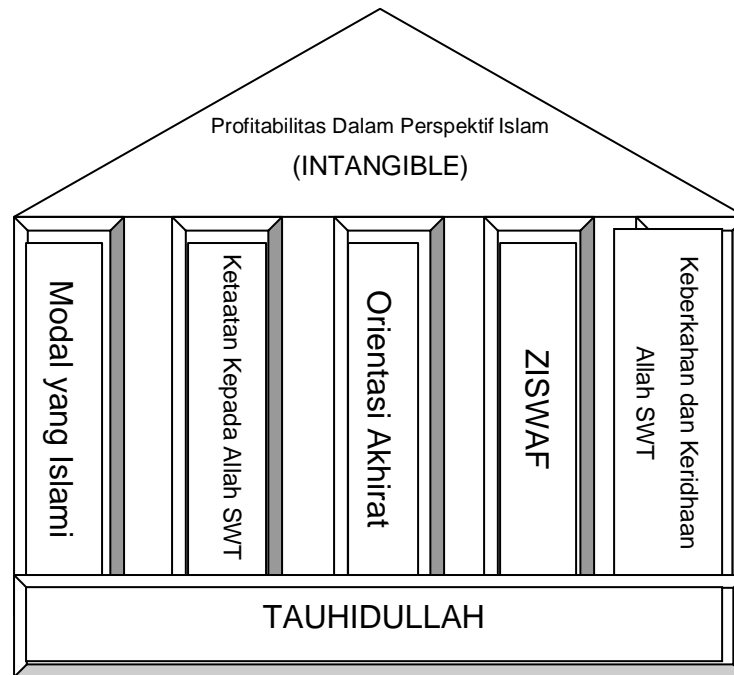 Profitabilitas Dalam Perspektif Islam
(INTANGIBLE)
Modal yang Islami
Ketaatan Kepada Allah SWT
Orientasi Akhirat
ZISWAF
Keberkahan dan Keridhaan
Allah SWT
TAUHIDULLAH